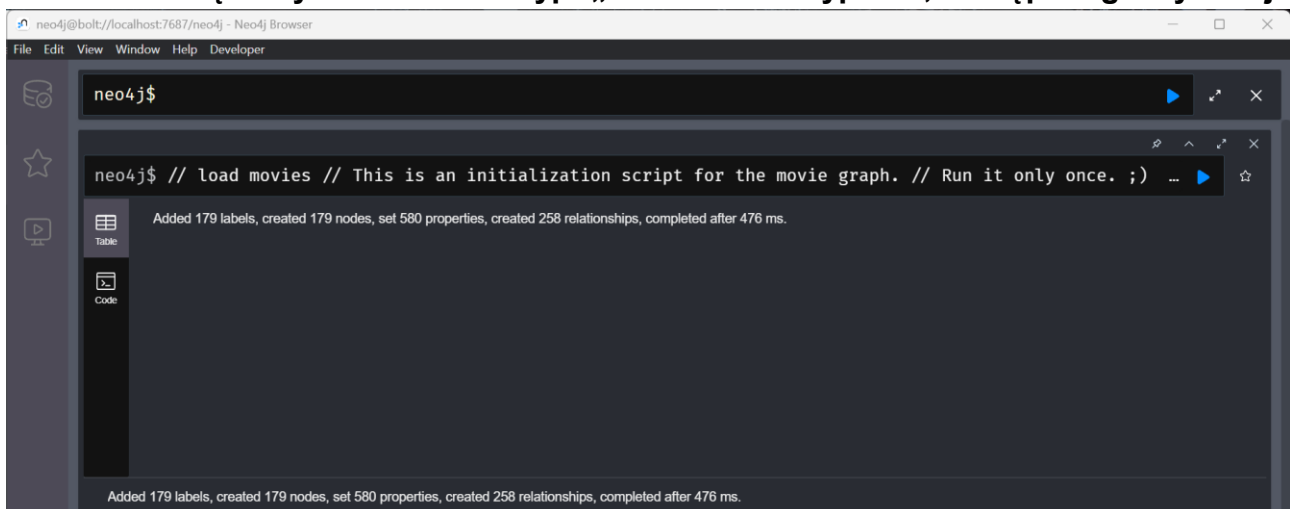 neo4j@bolt://localhost:7687/neo4j - Neo4j Browser
File Edit View Window Help Developer
neo4j$
neo4j$ // load movies // This is an initialization script for the movie graph. // Run it only once. ;) …
Table
Added 179 labels, created 179 nodes, set 580 properties, created 258 relationships, completed after 476 ms.
Code
Added 179 labels, created 179 nodes, set 580 properties, created 258 relationships, completed after 476 ms.